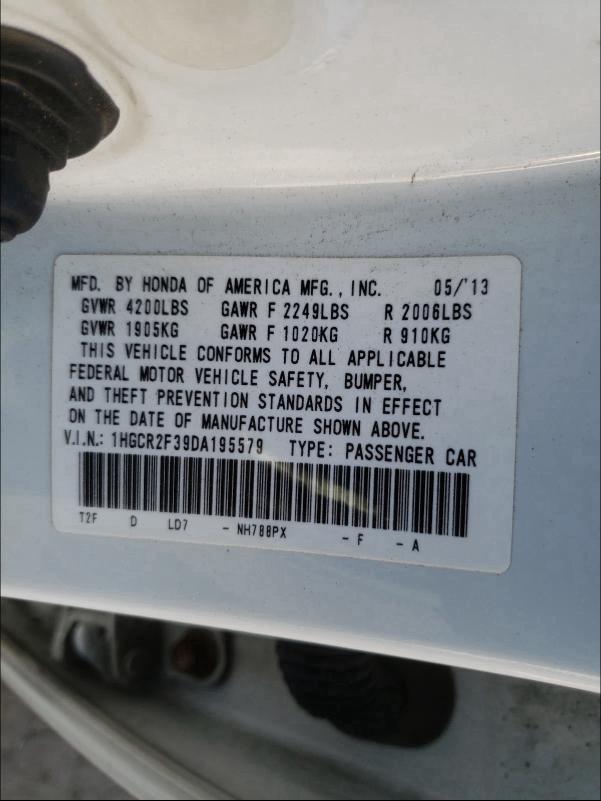 MFD. BY HONDA OF AMERICA MFG., INC. 05/'13
GVWR 4200LBS GAWR F 2249LBS R 2006LBS
GVWR 1905KG GAWR F 1020KG R 910KG
THIS VEHICLE CONFORMS TO ALL APPLICABLE
FEDERAL MOTOR VEHICLE SAFETY, BUMPER,
AND THEFT PREVENTION STANDARDS IN EFFECT
ON THE DATE OF MANUFACTURE SHOWN ABOVE.
V.I.N.: 1HGCR2F39DA195579 TYPE: PASSENGER CAR
T2F D LD7 - NH788PX - F - A